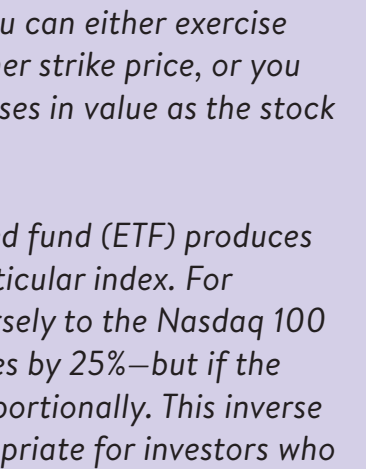 u can either exercise
er strike price, or you
ses in value as the stock
d fund (ETF) produces
ticular index. For
rsely to the Nasdaq 100
es by 25%—but if the
portionally. This inverse
priate for investors who